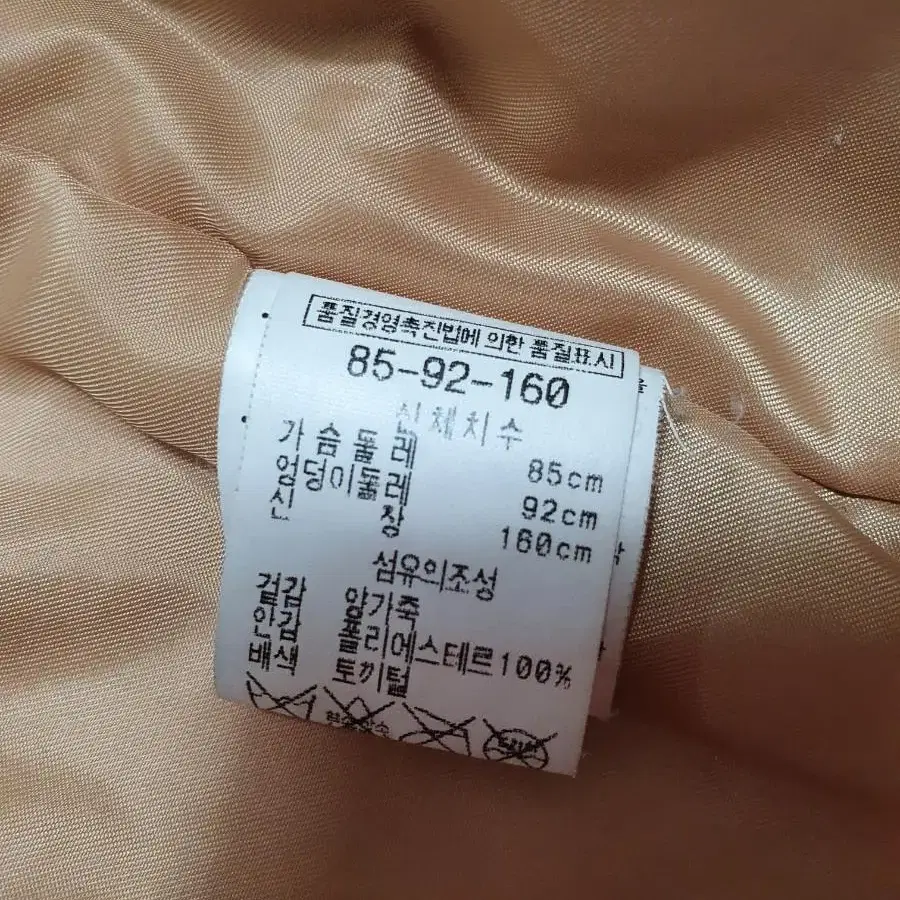 품질경영촉진법에 의한 품질표시
85-92-160
신체치수
가슴둘레 85cm
엉덩이둘레 92cm
신장 160cm
섬유의조성
겉감 양가죽
안감 폴리에스테르100%
배색 토끼털